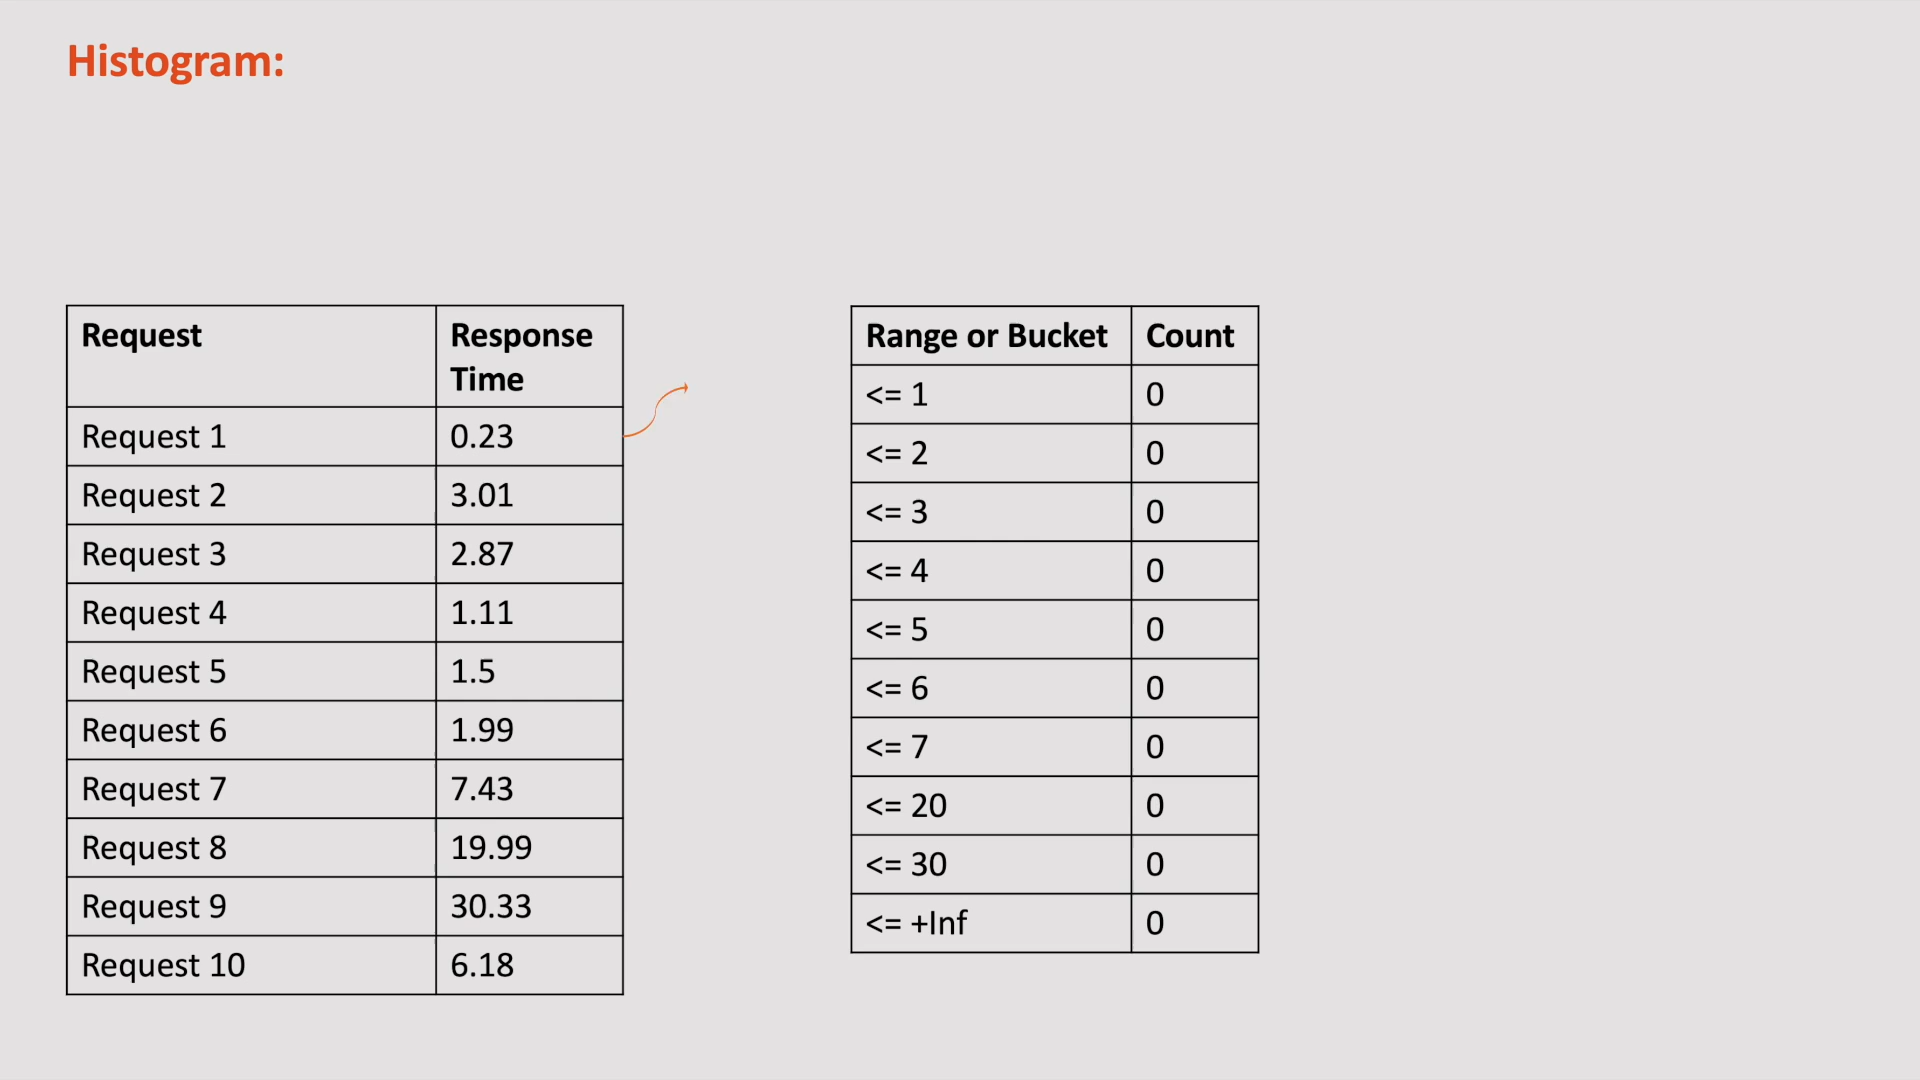 Histogram:
Request Response Time
Request 1 0.23
Request 2 3.01
Request 3 2.87
Request 4 1.11
Request 5 1.5
Request 6 1.99
Request 7 7.43
Request 8 19.99
Request 9 30.33
Request 10 6.18
Range or Bucket Count
<= 1 0
<= 2 0
<= 3 0
<= 4 0
<= 5 0
<= 6 0
<= 7 0
<= 20 0
<= 30 0
<= +Inf 0